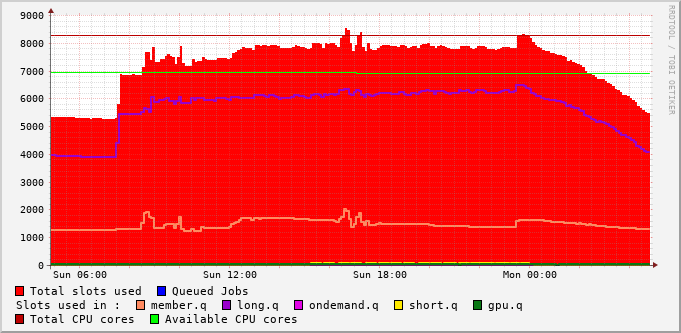 9000
8000
7000
6000
5000
4000
3000
2000
1000
0
Sun 06:00 Sun 12:00 Sun 18:00 Mon 00:00
RRDTOOL / TOBI OETIKER
Total slots used Queued Jobs
Slots used in : member.q long.q ondemand.q short.q gpu.q
Total CPU cores Available CPU cores